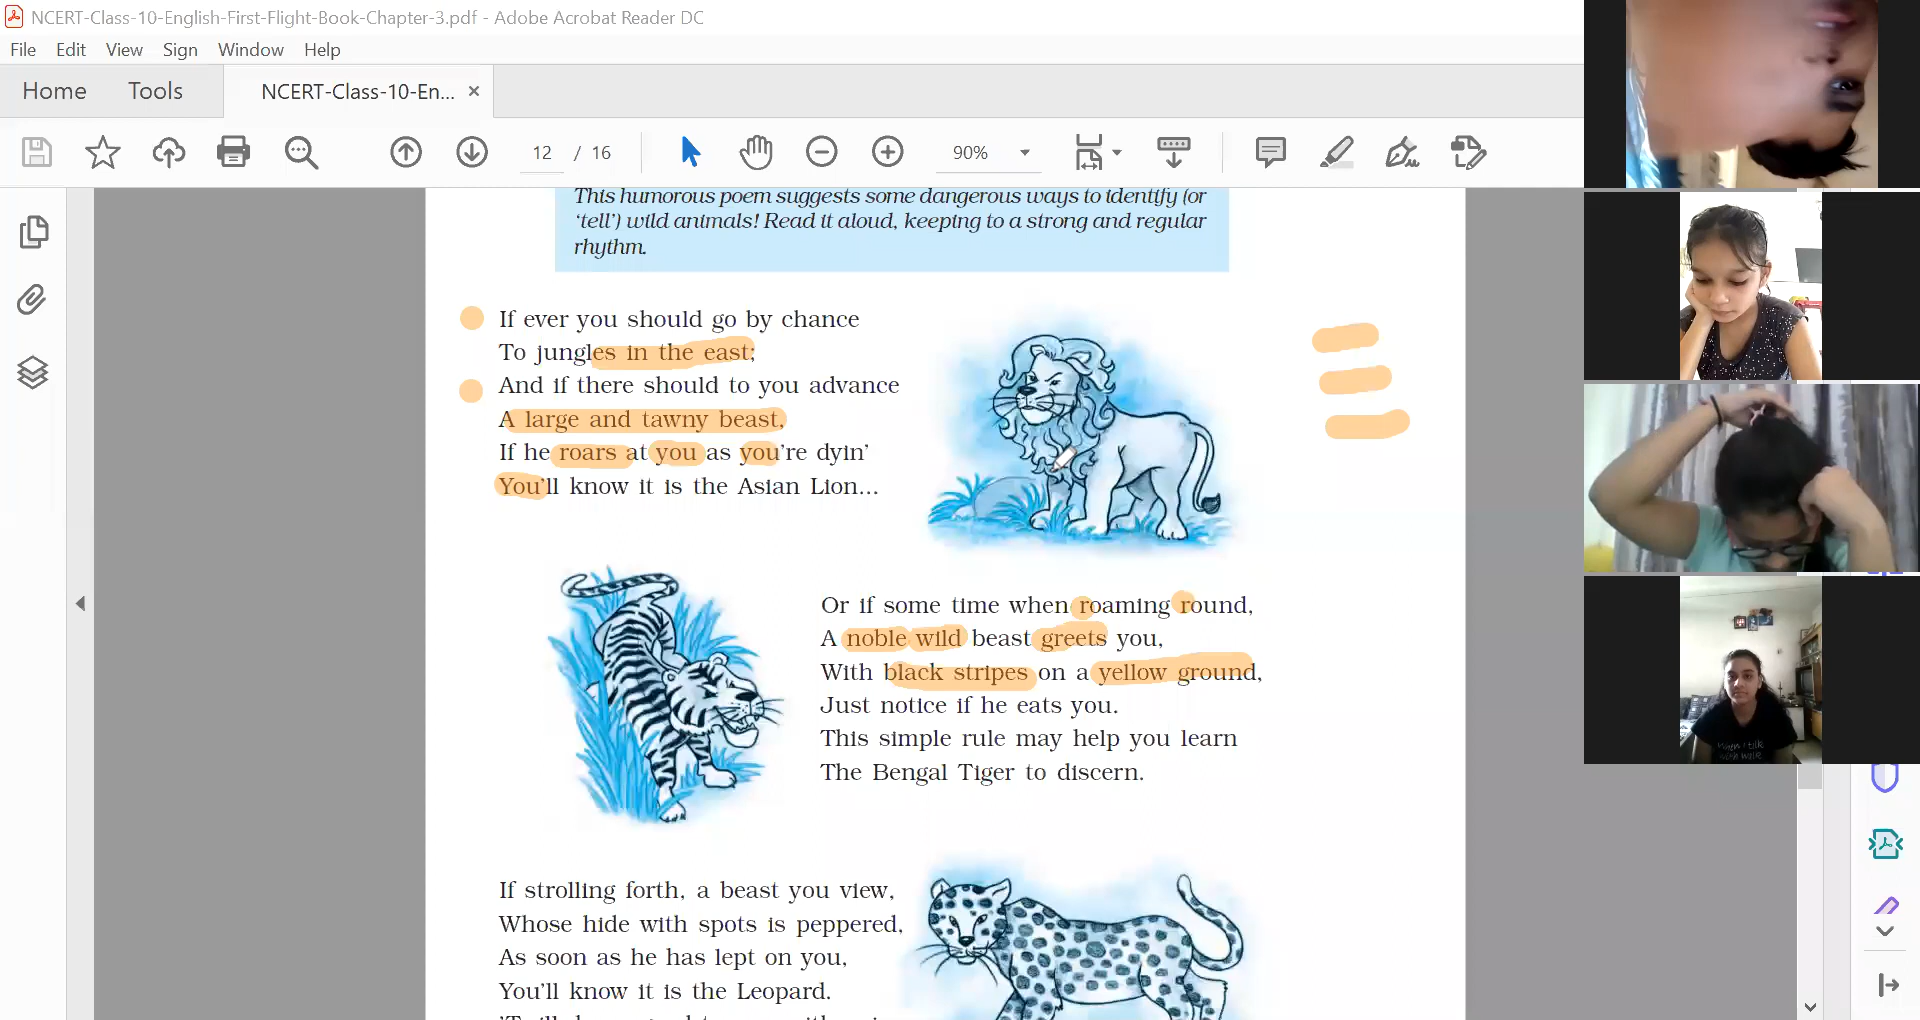 NCERT-Class-10-English-First-Flight-Book-Chapter-3.pdf - Adobe Acrobat Reader DC
File Edit View Sign Window Help
Home Tools NCERT-Class-10-En... ×
12 / 16 90%
This humorous poem suggests some dangerous ways to identify (or
‘tell’) wild animals! Read it aloud, keeping to a strong and regular
rhythm.
If ever you should go by chance
To jungles in the east;
And if there should to you advance
A large and tawny beast,
If he roars at you as you’re dyin’
You’ll know it is the Asian Lion...
Or if some time when roaming round,
A noble wild beast greets you,
With black stripes on a yellow ground,
Just notice if he eats you.
This simple rule may help you learn
The Bengal Tiger to discern.
If strolling forth, a beast you view,
Whose hide with spots is peppered,
As soon as he has lept on you,
You’ll know it is the Leopard.